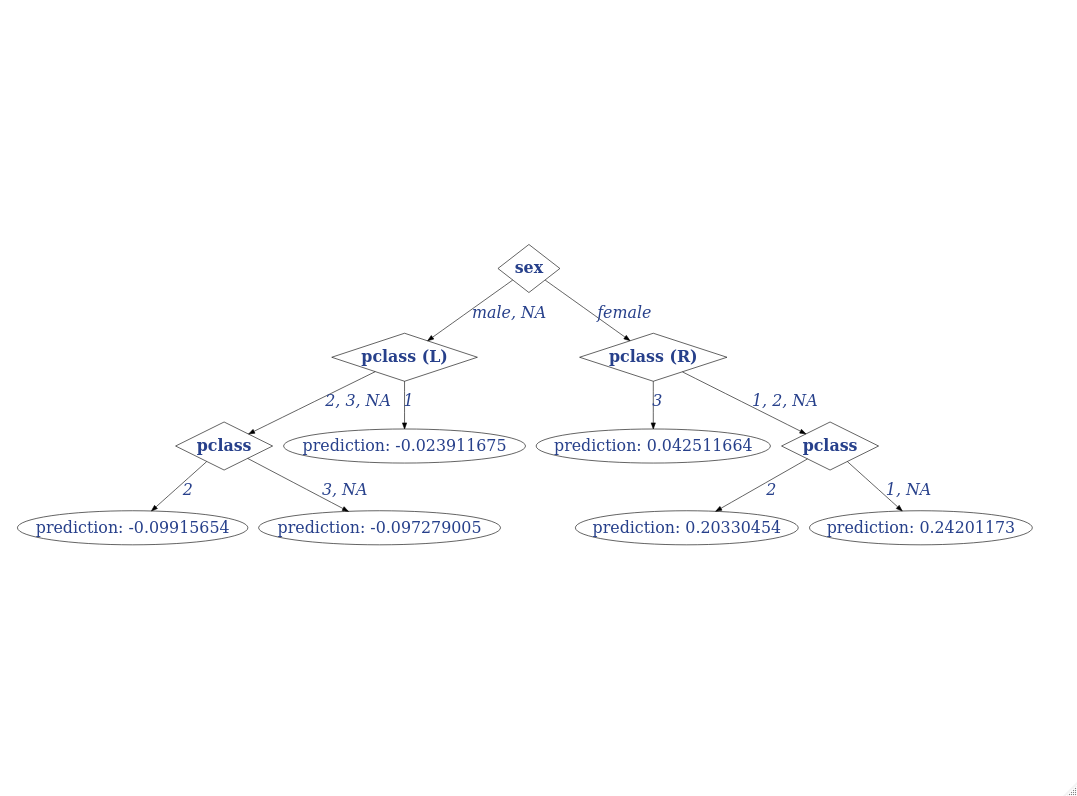 sex
male, NA
female
pclass (L)
pclass (R)
2, 3, NA
1
3
1, 2, NA
pclass
prediction: -0.023911675
prediction: 0.042511664
pclass
2
3, NA
2
1, NA
prediction: -0.09915654
prediction: -0.097279005
prediction: 0.20330454
prediction: 0.24201173